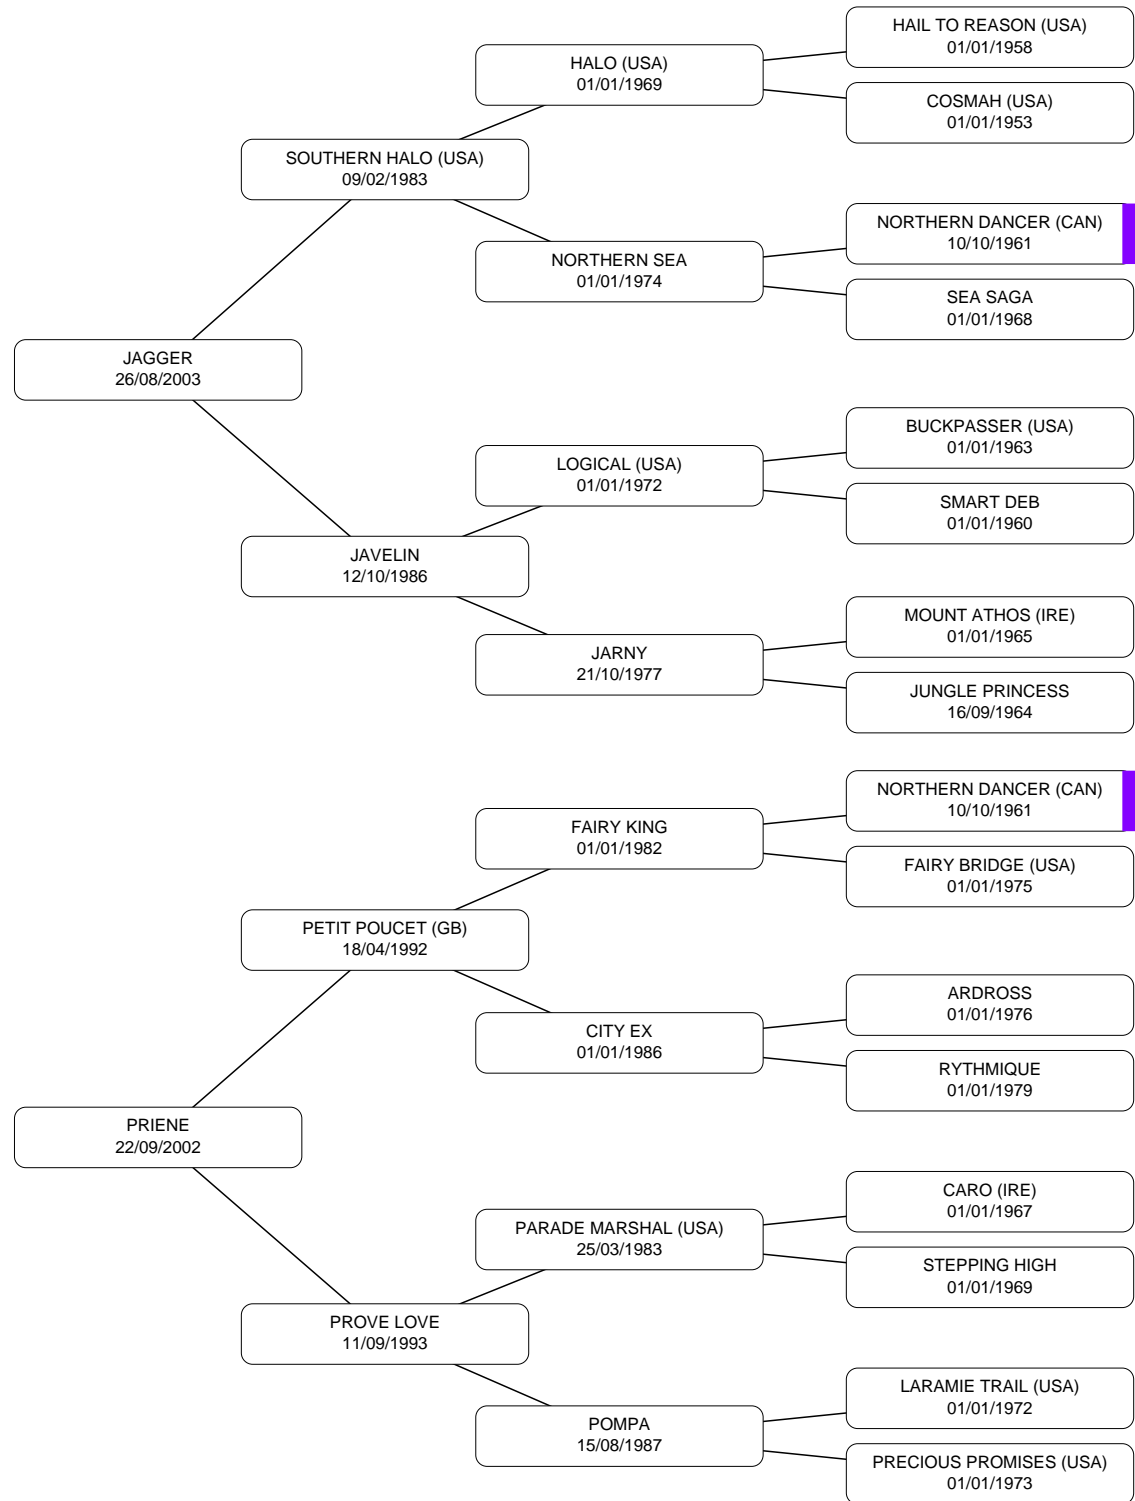 HAIL TO REASON (USA)
01/01/1958
HALO (USA)
01/01/1969
COSMAH (USA)
01/01/1953
SOUTHERN HALO (USA)
09/02/1983
NORTHERN DANCER (CAN)
10/10/1961
NORTHERN SEA
01/01/1974
SEA SAGA
01/01/1968
JAGGER
26/08/2003
BUCKPASSER (USA)
01/01/1963
LOGICAL (USA)
01/01/1972
SMART DEB
01/01/1960
JAVELIN
12/10/1986
MOUNT ATHOS (IRE)
01/01/1965
JARNY
21/10/1977
JUNGLE PRINCESS
16/09/1964
NORTHERN DANCER (CAN)
10/10/1961
FAIRY KING
01/01/1982
FAIRY BRIDGE (USA)
01/01/1975
PETIT POUCET (GB)
18/04/1992
ARDROSS
01/01/1976
CITY EX
01/01/1986
RYTHMIQUE
01/01/1979
PRIENE
22/09/2002
CARO (IRE)
01/01/1967
PARADE MARSHAL (USA)
25/03/1983
STEPPING HIGH
01/01/1969
PROVE LOVE
11/09/1993
LARAMIE TRAIL (USA)
01/01/1972
POMPA
15/08/1987
PRECIOUS PROMISES (USA)
01/01/1973